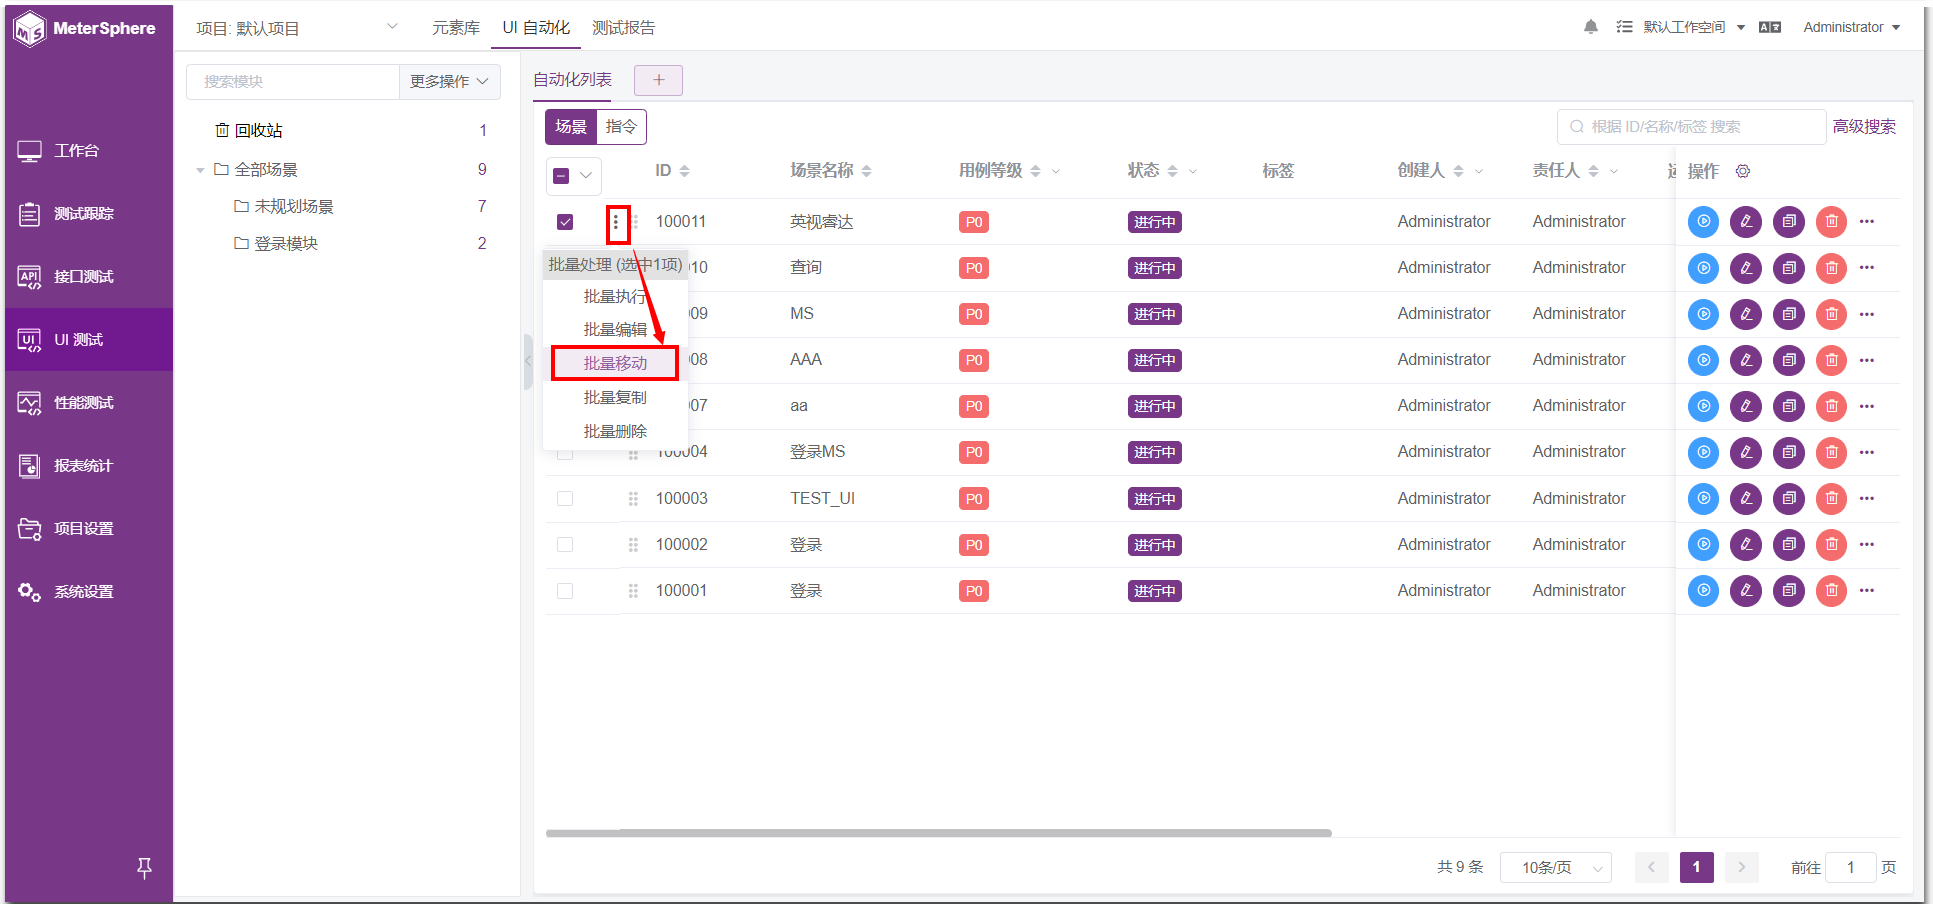 MeterSphere
项目: 默认项目
元素库
UI 自动化
测试报告
默认工作空间
Administrator
工作台
测试跟踪
接口测试
UI 测试
性能测试
报表统计
项目设置
系统设置
搜索模块
更多操作
回收站 1
全部场景 9
未规划场景 7
登录模块 2
自动化列表
+
场景 指令
根据 ID/名称/标签 搜索
高级搜索
ID 场景名称 用例等级 状态 标签 创建人 责任人 操作
100011 英视睿达 P0 进行中 Administrator Administrator
10 查询 P0 进行中 Administrator Administrator
09 MS P0 进行中 Administrator Administrator
08 AAA P0 进行中 Administrator Administrator
07 aa P0 进行中 Administrator Administrator
100004 登录MS P0 进行中 Administrator Administrator
100003 TEST_UI P0 进行中 Administrator Administrator
100002 登录 P0 进行中 Administrator Administrator
100001 登录 P0 进行中 Administrator Administrator
批量处理 (选中1项)
批量执行
批量编辑
批量移动
批量复制
批量删除
共 9 条
10条/页
1
前往 1 页